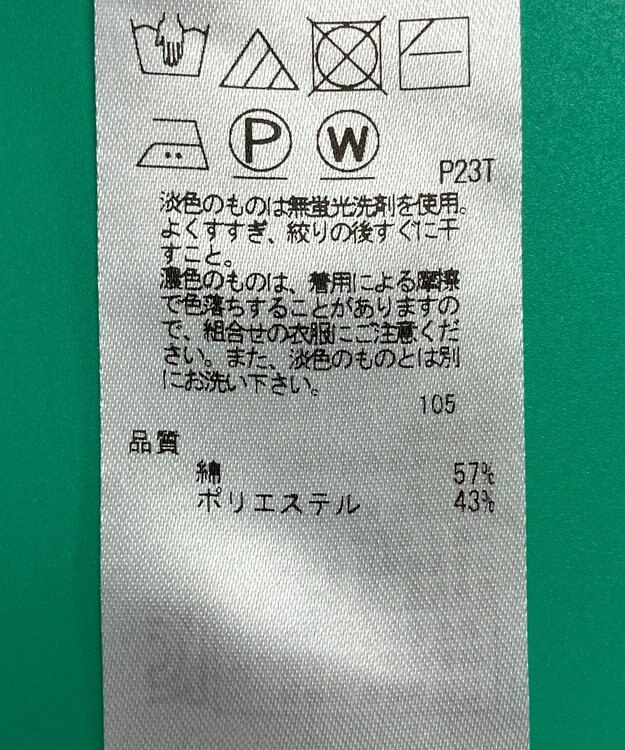 P W
P23T
淡色のものは無蛍光洗剤を使用。
よくすすぎ、絞りの後すぐに干
すこと。
濃色のものは、着用による摩擦
で色落ちすることがありますの
で、組合せの衣服にご注意くだ
さい。また、淡色のものとは別
にお洗い下さい。
105
品質
綿 57%
ポリエステル 43%